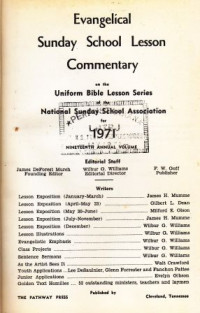 Evangelical
Sunday School Lesson
Commentary
on the
Uniform Bible Lesson Series
of the
National Sunday School Association
for
1971
NINETEENTH ANNUAL VOLUME
Editorial Staff
James DeForest Murch Wilbur G. Williams F. W. Goff
Founding Editor Editorial Director Publisher
Writers
Lesson Exposition (January-March) James H. Mumme
Lesson Exposition (April-May 23) Gilbert L. Dean
Lesson Exposition (May 30-June) Milford E. Olson
Lesson Exposition (July-November) James H. Mumme
Lesson Exposition (December) Wilbur G. Williams
Lesson Illustrations Wilbur G. Williams
Evangelistic Emphasis Wilbur G. Williams
Class Projects Wilbur G. Williams
Sentence Sermons Wilbur G. Williams
As the Artist Sees It Walt Crawford
Youth Applications Lee DeSaulnier, Glenn Forrester and Funchon Pattee
Junior Applications Evelyn Gibson
Golden Text Homilies 50 outstanding ministers, teachers and laymen
Published by
THE PATHWAY PRESS Cleveland, Tennessee